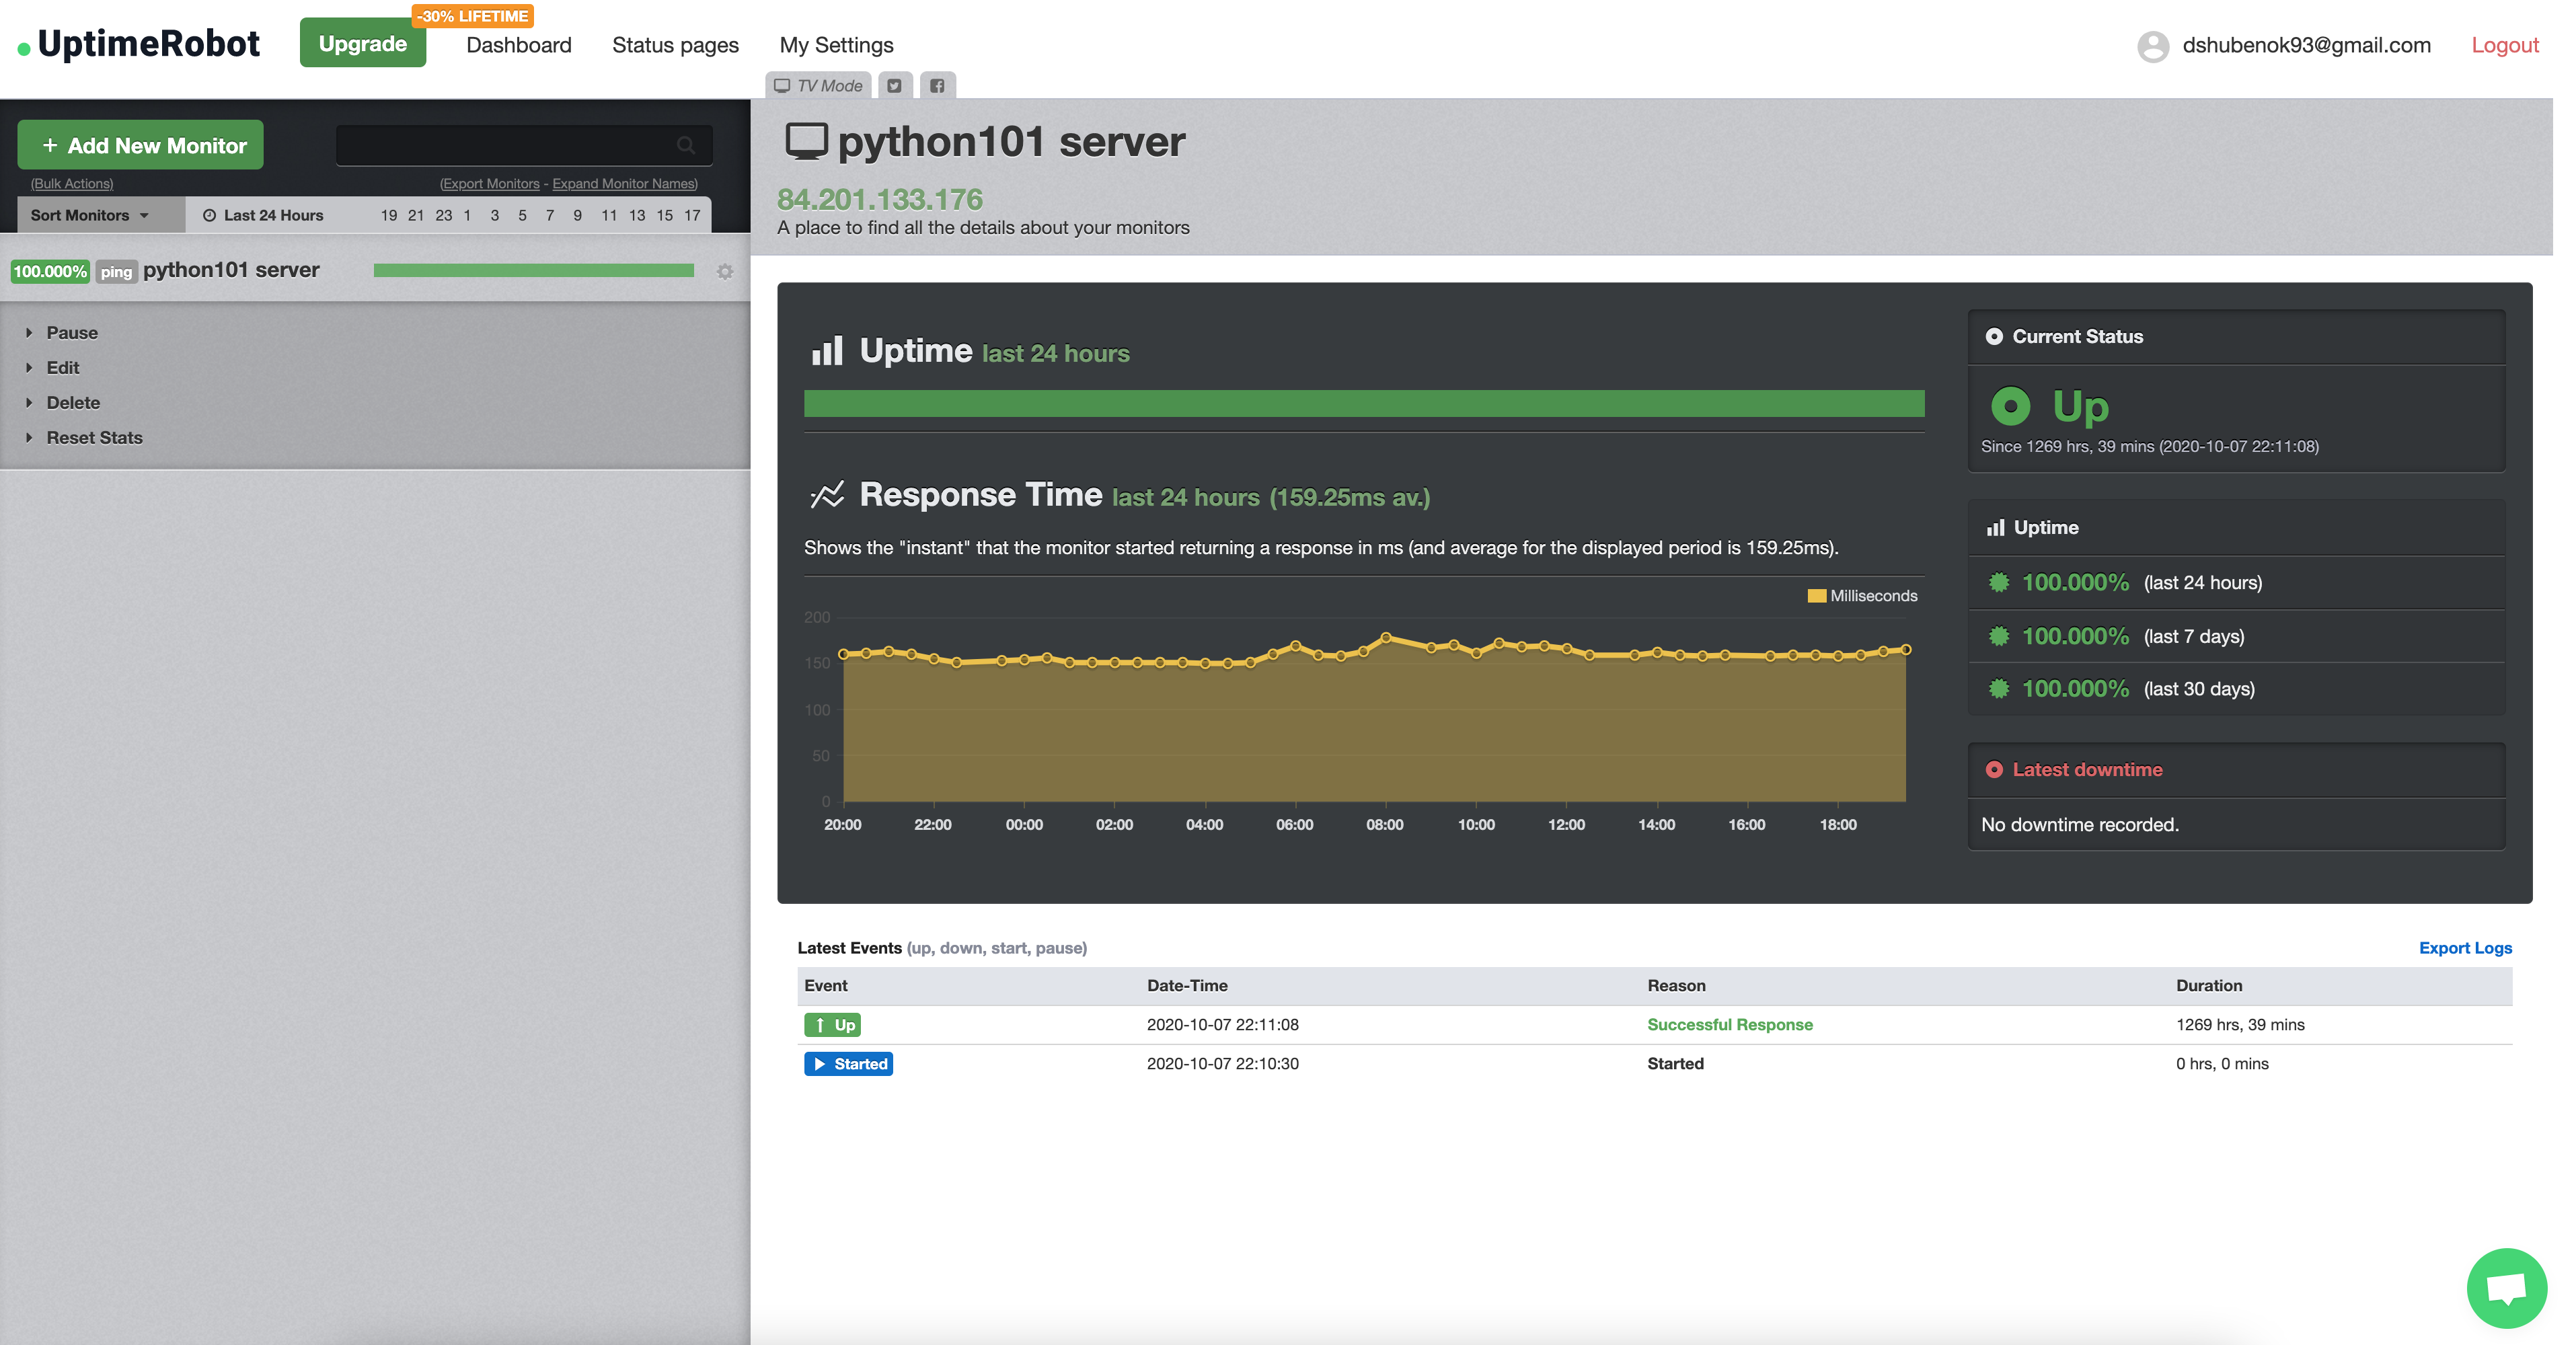 -30% LIFETIME
UptimeRobot
Upgrade
Dashboard
Status pages
My Settings
dshubenok93@gmail.com
Logout
TV Mode
+ Add New Monitor
(Bulk Actions)
(Export Monitors - Expand Monitor Names)
Sort Monitors
Last 24 Hours
19 21 23 1 3 5 7 9 11 13 15 17
100.000% ping python101 server
Pause
Edit
Delete
Reset Stats
python101 server
84.201.133.176
A place to find all the details about your monitors
Uptime last 24 hours
Response Time last 24 hours (159.25ms av.)
Shows the "instant" that the monitor started returning a response in ms (and average for the displayed period is 159.25ms).
Milliseconds
200
150
100
50
0
20:00 22:00 00:00 02:00 04:00 06:00 08:00 10:00 12:00 14:00 16:00 18:00
Current Status
Up
Since 1269 hrs, 39 mins (2020-10-07 22:11:08)
Uptime
100.000% (last 24 hours)
100.000% (last 7 days)
100.000% (last 30 days)
Latest downtime
No downtime recorded.
Latest Events (up, down, start, pause)
Export Logs
Event Date-Time Reason Duration
Up 2020-10-07 22:11:08 Successful Response 1269 hrs, 39 mins
Started 2020-10-07 22:10:30 Started 0 hrs, 0 mins